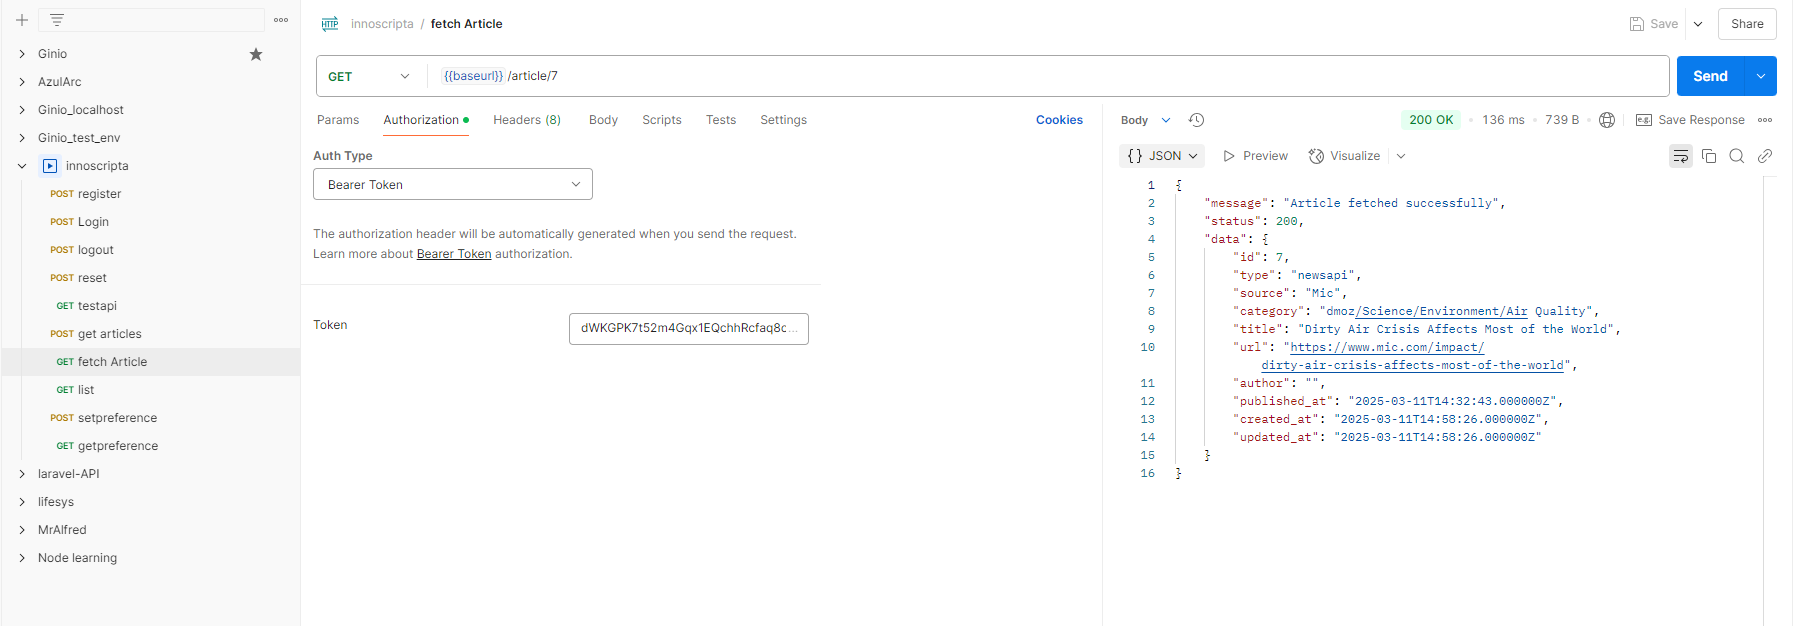 Ginio
AzulArc
Ginio_localhost
Ginio_test_env
innoscripta
POST register
POST Login
POST logout
POST reset
GET testapi
POST get articles
GET fetch Article
GET list
POST setpreference
GET getpreference
laravel-API
lifesys
MrAlfred
Node learning
HTTP innoscripta / fetch Article
Save
Share
GET {{baseurl}} /article/7
Send
Params Authorization Headers (8) Body Scripts Tests Settings
Cookies
Auth Type
Bearer Token
The authorization header will be automatically generated when you send the request.
Learn more about Bearer Token authorization.
Token dWKGPK7t52m4Gqx1EQchhRcfaq8c...
Body 200 OK • 136 ms • 739 B • e.g. Save Response
{} JSON Preview Visualize
1 {
2 "message": "Article fetched successfully",
3 "status": 200,
4 "data": {
5 "id": 7,
6 "type": "newsapi",
7 "source": "Mic",
8 "category": "dmoz/Science/Environment/Air Quality",
9 "title": "Dirty Air Crisis Affects Most of the World",
10 "url": "https://www.mic.com/impact/
dirty-air-crisis-affects-most-of-the-world",
11 "author": "",
12 "published_at": "2025-03-11T14:32:43.000000Z",
13 "created_at": "2025-03-11T14:58:26.000000Z",
14 "updated_at": "2025-03-11T14:58:26.000000Z"
15 }
16 }